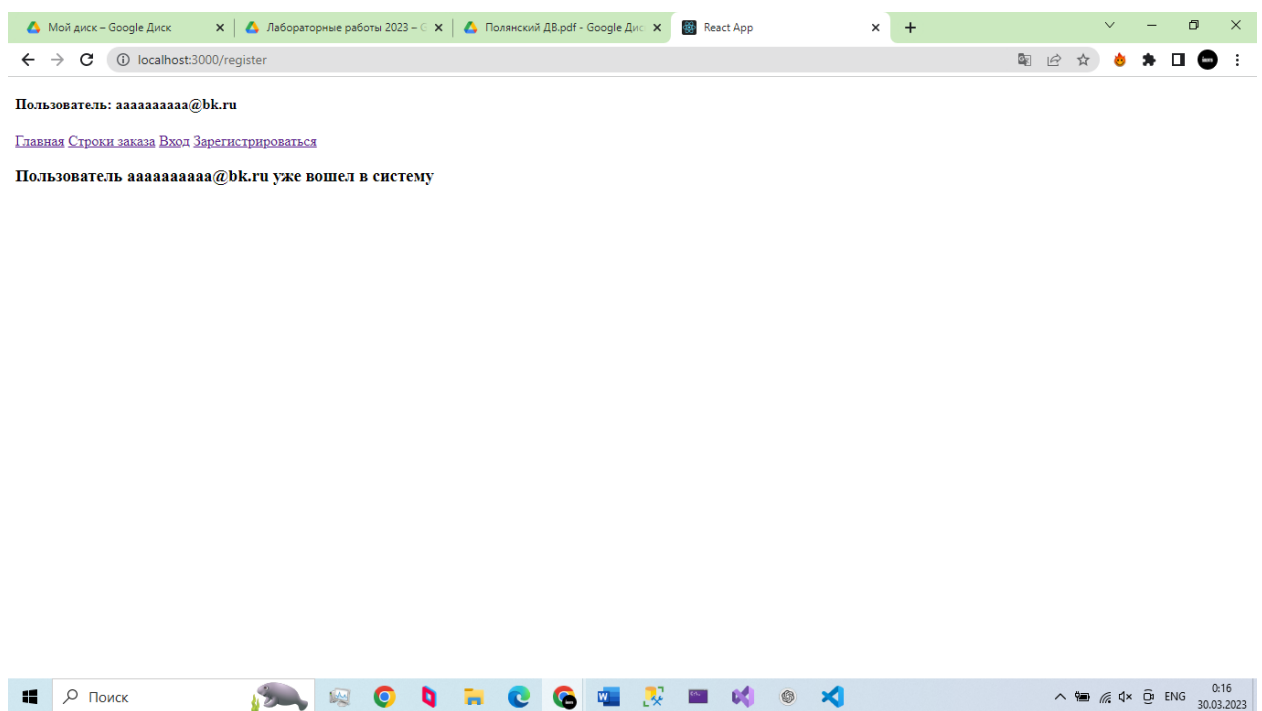 Мой диск – Google Диск Лабораторные работы 2023 – G Полянский ДВ.pdf - Google Дис React App
localhost:3000/register
Пользователь: aaaaaaaaaa@bk.ru
Главная Строки заказа Вход Зарегистрироваться
Пользователь aaaaaaaaaa@bk.ru уже вошел в систему
Поиск
ENG
0:16
30.03.2023